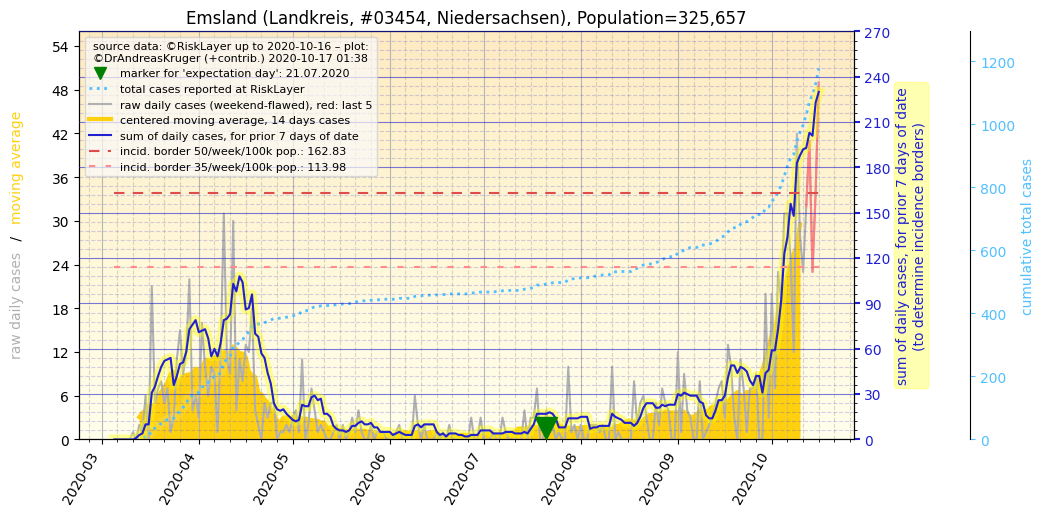 Emsland (Landkreis, #03454, Niedersachsen), Population=325,657
source data: ©RiskLayer up to 2020-10-16 – plot:
©DrAndreasKruger (+contrib.) 2020-10-17 01:38
marker for 'expectation day': 21.07.2020
total cases reported at RiskLayer
raw daily cases (weekend-flawed), red: last 5
centered moving average, 14 days cases
sum of daily cases, for prior 7 days of date
incid. border 50/week/100k pop.: 162.83
incid. border 35/week/100k pop.: 113.98
raw daily cases / moving average
54
48
42
36
30
24
18
12
6
0
270
240
210
180
150
120
90
60
30
0
sum of daily cases, for prior 7 days of date
(to determine incidence borders)
1200
1000
800
600
400
200
0
cumulative total cases
2020-03
2020-04
2020-05
2020-06
2020-07
2020-08
2020-09
2020-10